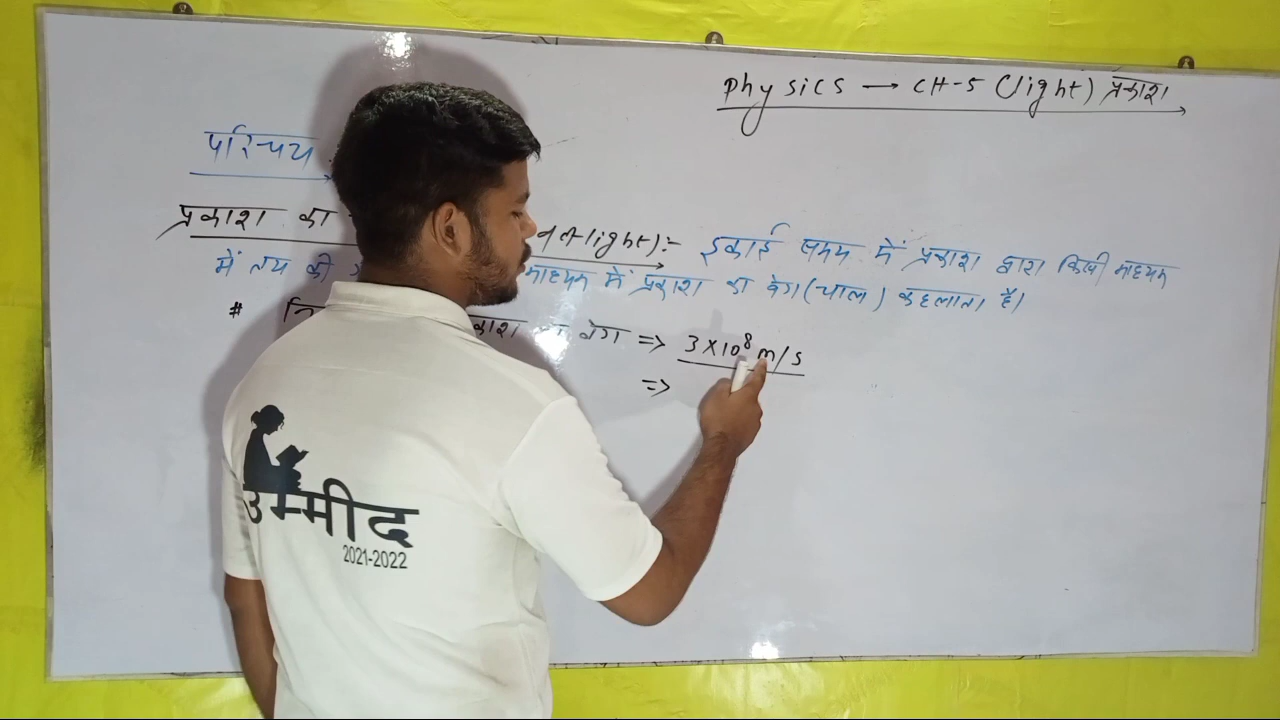 Physics → CH-5 (light) प्रकाश
परिचय
प्रकाश का
light):- इकाई समय में प्रकाश द्वारा किसी माध्यम
में तय की माध्यम में प्रकाश का वेग (चाल) कहलाता है।
# वेग => 3×10⁸ m/s
=>
उम्मीद
2021-2022